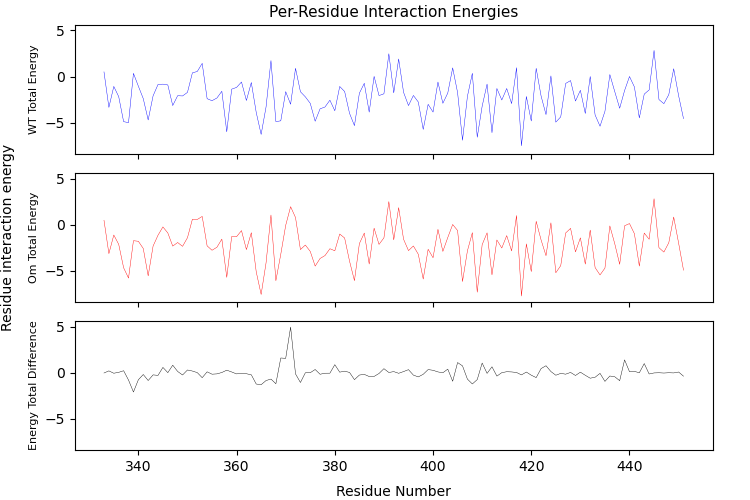 Per-Residue Interaction Energies
Residue interaction energy
WT Total Energy
5
0
−5
Om Total Energy
5
0
−5
Energy Total Difference
5
0
−5
340 360 380 400 420 440
Residue Number